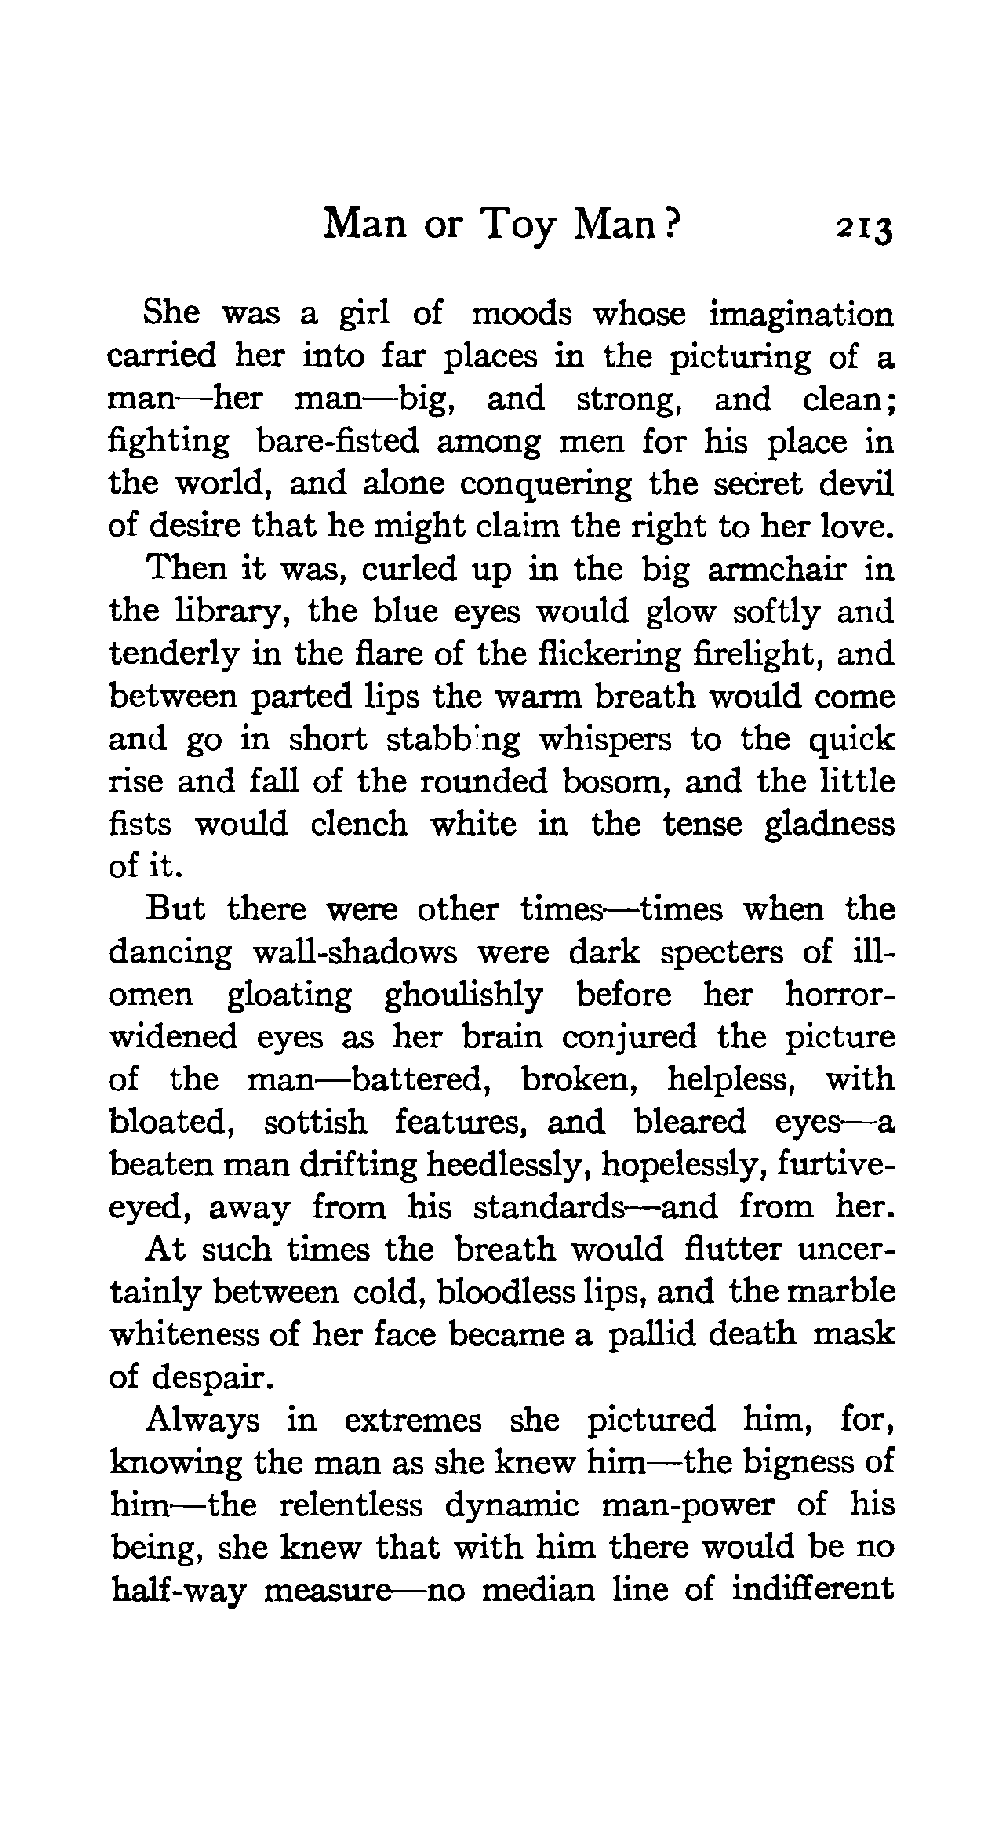 Man or Toy Man? 213
She was a girl of moods whose imagination
carried her into far places in the picturing of a
man—her man—big, and strong, and clean;
fighting bare-fisted among men for his place in
the world, and alone conquering the secret devil
of desire that he might claim the right to her love.
Then it was, curled up in the big armchair in
the library, the blue eyes would glow softly and
tenderly in the flare of the flickering firelight, and
between parted lips the warm breath would come
and go in short stabbing whispers to the quick
rise and fall of the rounded bosom, and the little
fists would clench white in the tense gladness
of it.
But there were other times—times when the
dancing wall-shadows were dark specters of ill-
omen gloating ghoulishly before her horror-
widened eyes as her brain conjured the picture
of the man—battered, broken, helpless, with
bloated, sottish features, and bleared eyes—a
beaten man drifting heedlessly, hopelessly, furtive-
eyed, away from his standards—and from her.
At such times the breath would flutter uncer-
tainly between cold, bloodless lips, and the marble
whiteness of her face became a pallid death mask
of despair.
Always in extremes she pictured him, for,
knowing the man as she knew him—the bigness of
him—the relentless dynamic man-power of his
being, she knew that with him there would be no
half-way measure—no median line of indifferent